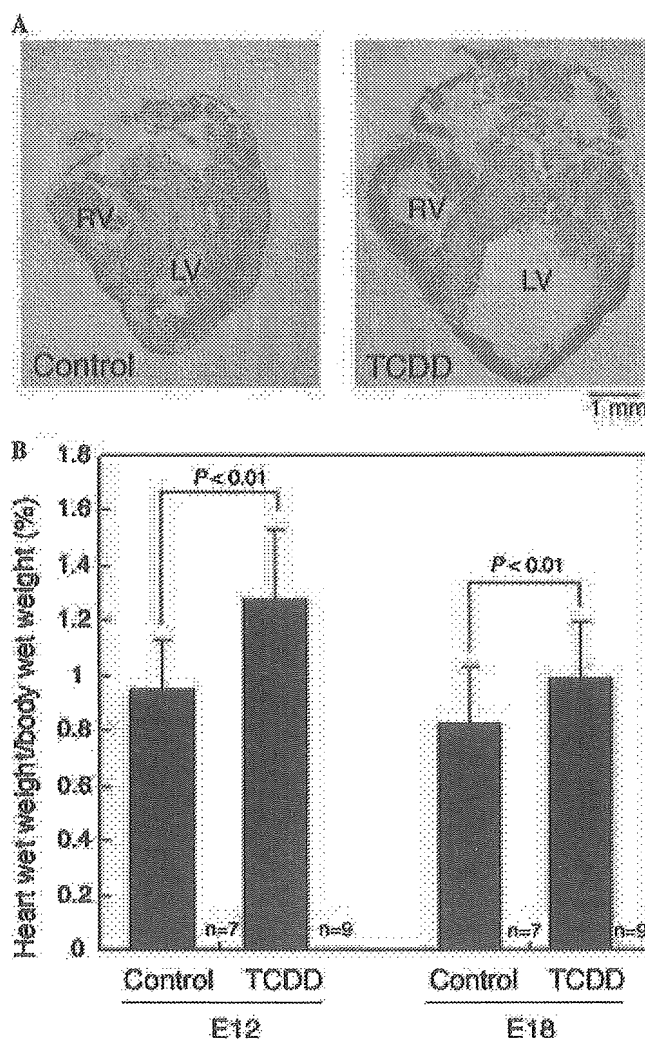 A
RV
LV
Control
RV
LV
TCDD
1 mm
B
Heart wet weight/body wet weight (%)
1.8
1.6
1.4
1.2
1
0.8
0.6
0.4
0.2
0
P < 0.01
P < 0.01
n=7
n=9
n=7
n=9
Control
TCDD
Control
TCDD
E12
E18